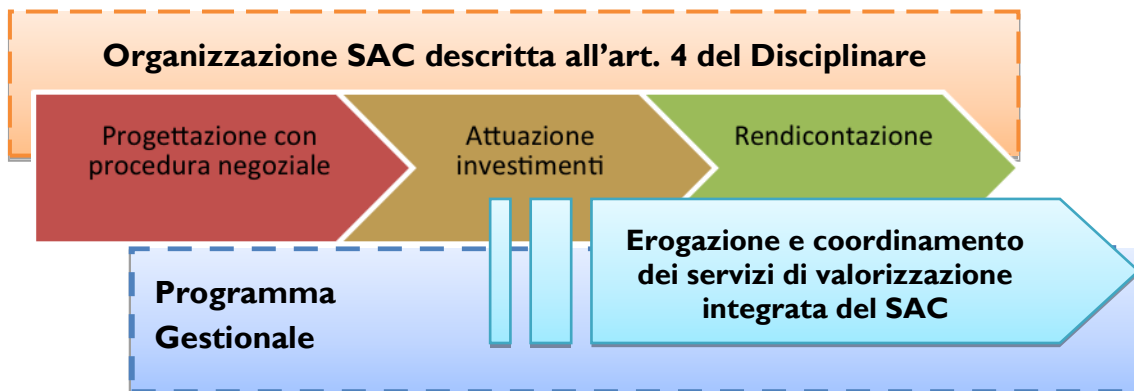 Organizzazione SAC descritta all’art. 4 del Disciplinare
Progettazione con
procedura negoziale
Attuazione
investimenti
Rendicontazione
Erogazione e coordinamento
dei servizi di valorizzazione
integrata del SAC
Programma
Gestionale